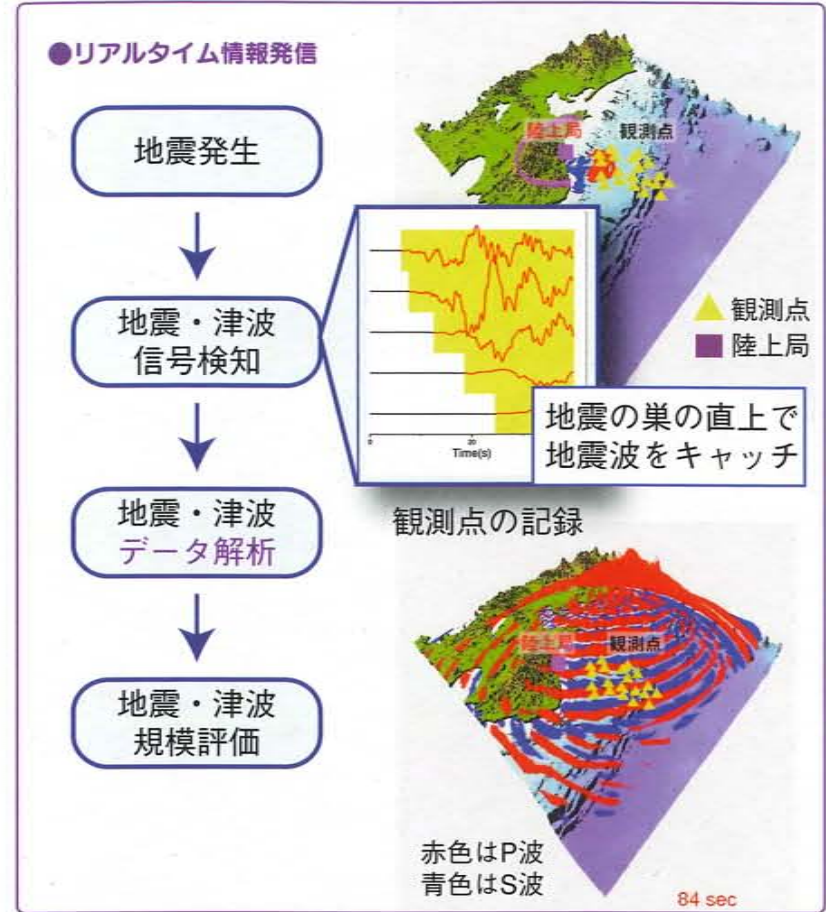 ●リアルタイム情報発信
地震発生
地震・津波
信号検知
地震・津波
データ解析
地震・津波
規模評価
陸上局
観測点
観測点
陸上局
0
20
Time(s)
地震の巣の直上で
地震波をキャッチ
観測点の記録
陸上局
観測点
赤色はP波
青色はS波
84 sec